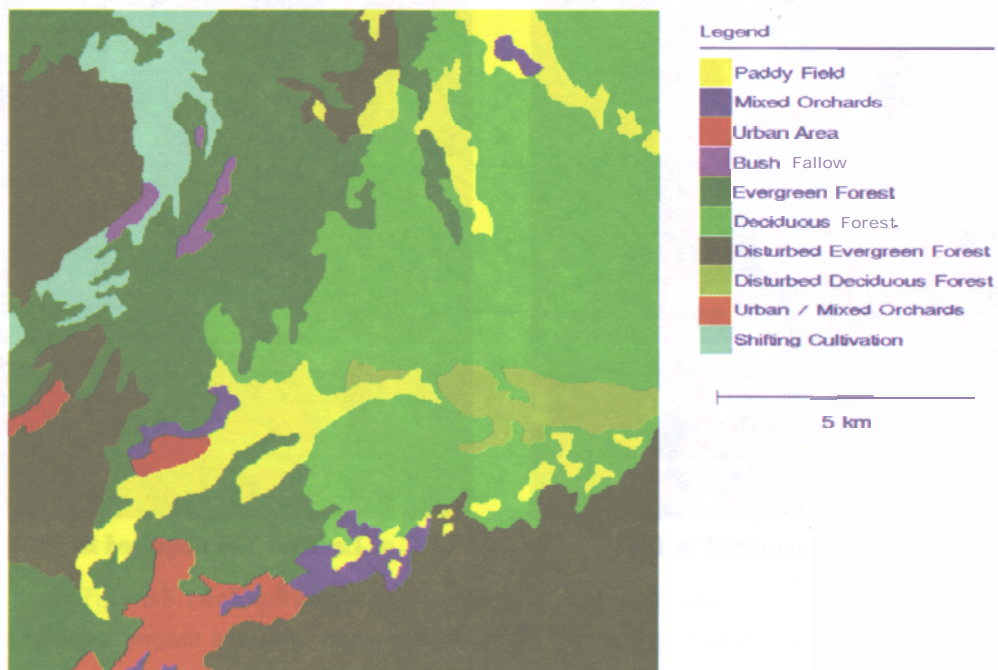 Legend
Paddy Field
Mixed Orchards
Urban Area
Bush Fallow
Evergreen Forest
Deciduous Forest
Disturbed Evergreen Forest
Disturbed Deciduous Forest
Urban / Mixed Orchards
Shifting Cultivation
5 km